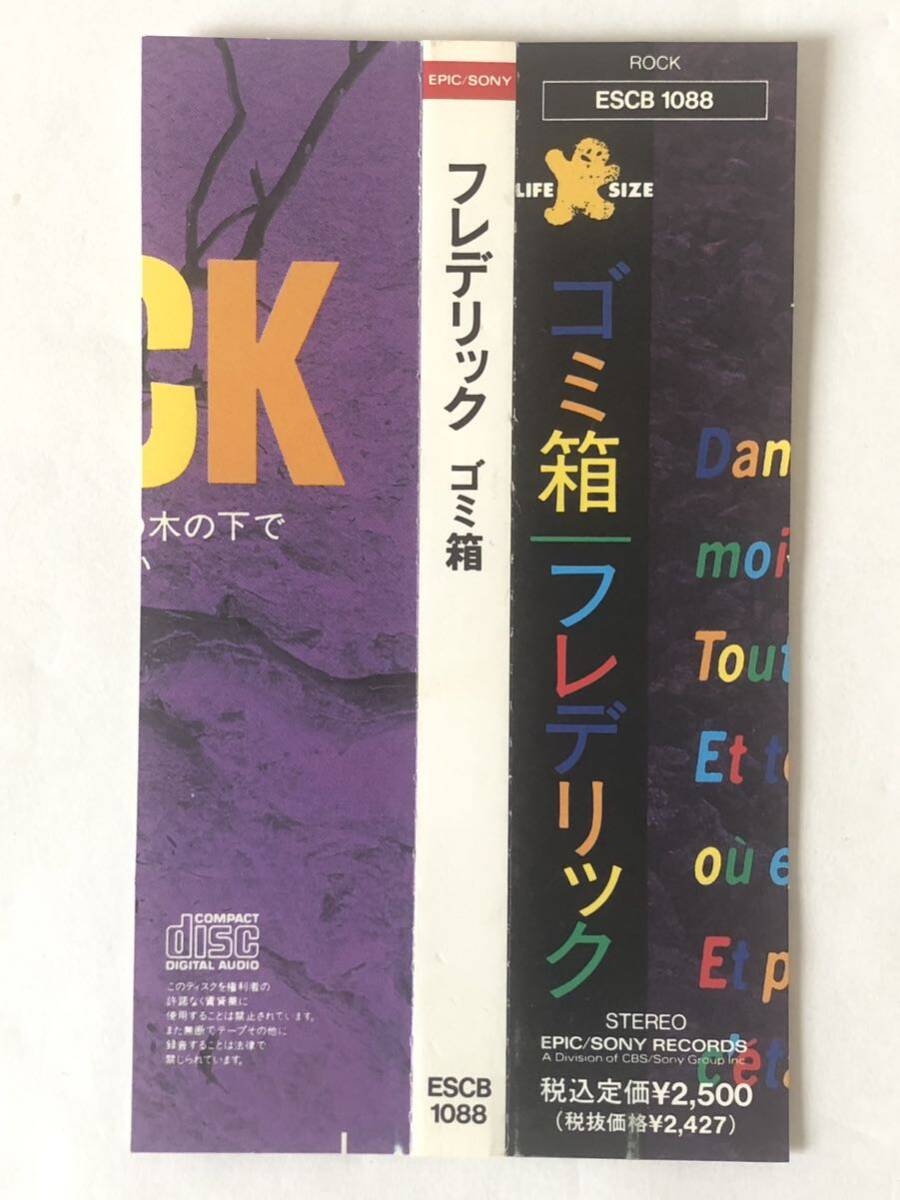 CK
の木の下で
い
COMPACT
disc
DIGITAL AUDIO
このディスクを権利者の
許諾なく賃貸業に
使用することは禁止されています。
また無断でテープその他に
録音することは法律で
禁じられています。
EPIC/SONY
フレデリック ゴミ箱
ESCB
1088
ROCK
ESCB 1088
LIFE SIZE
ゴミ箱|フレデリック
Dan
moi
Tout
Et to
où e
Et p
c'éta
STEREO
EPIC/SONY RECORDS
A Division of CBS/Sony Group Inc.
税込定価¥2,500
(税抜価格¥2,427)